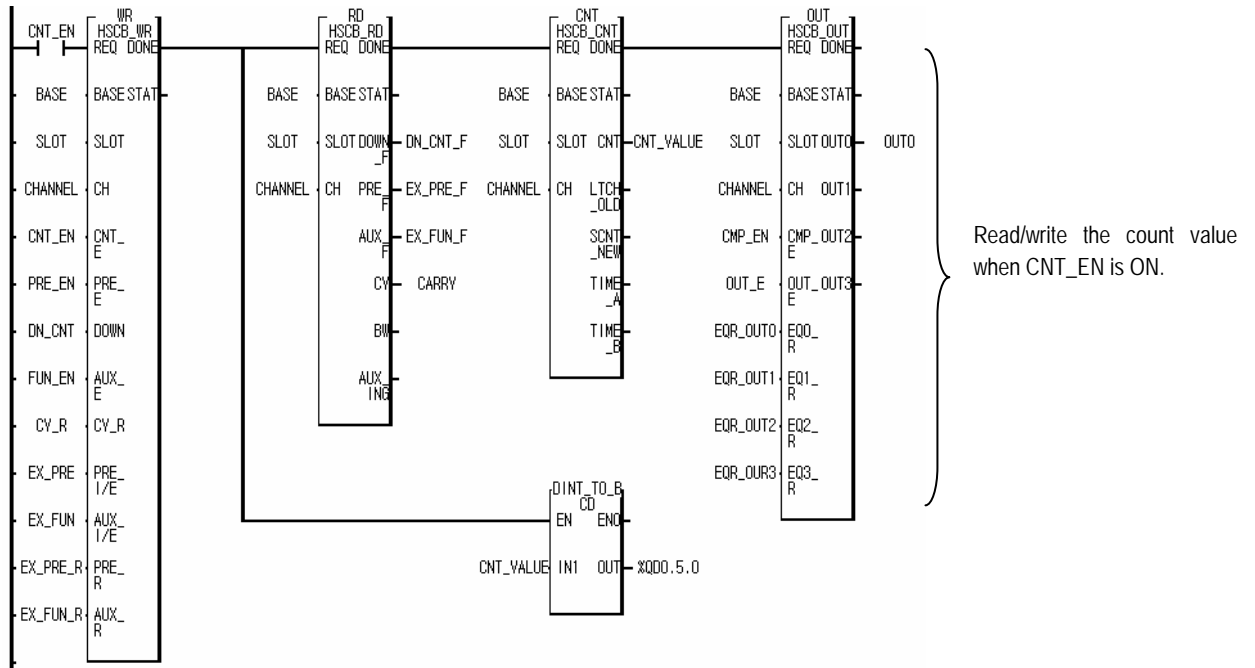 WR
HSCB_WR
CNT_EN
REQ DONE
BASE
BASE STAT
SLOT
SLOT
CHANNEL
CH
CNT_EN
CNT_
E
PRE_EN
PRE_
E
DN_CNT
DOWN
FUN_EN
AUX_
E
CY_R
CY_R
EX_PRE
PRE_
I/E
EX_FUN
AUX_
I/E
EX_PRE_R
PRE_
R
EX_FUN_R
AUX_
R
RD
HSCB_RD
REQ DONE
BASE
BASE STAT
SLOT
SLOT DOWN
_F
DN_CNT_F
CHANNEL
CH PRE_
F
EX_PRE_F
AUX_
F
EX_FUN_F
CY
CARRY
BW
AUX_
ING
CNT
HSCB_CNT
REQ DONE
BASE
BASE STAT
SLOT
SLOT CNT
CNT_VALUE
CHANNEL
CH LTCH
_OLD
SCNT
_NEW
TIME
_A
TIME
_B
DINT_TO_B
CD
EN ENO
CNT_VALUE
IN1 OUT
%QD0.5.0
OUT
HSCB_OUT
REQ DONE
BASE
BASE STAT
SLOT
SLOT OUT0
OUT0
CHANNEL
CH OUT1
CMP_EN
CMP_ OUT2
E
OUT_E
OUT_ OUT3
E
EQR_OUT0
EQ0_
R
EQR_OUT1
EQ1_
R
EQR_OUT2
EQ2_
R
EQR_OUR3
EQ3_
R
Read/write the count value
when CNT_EN is ON.